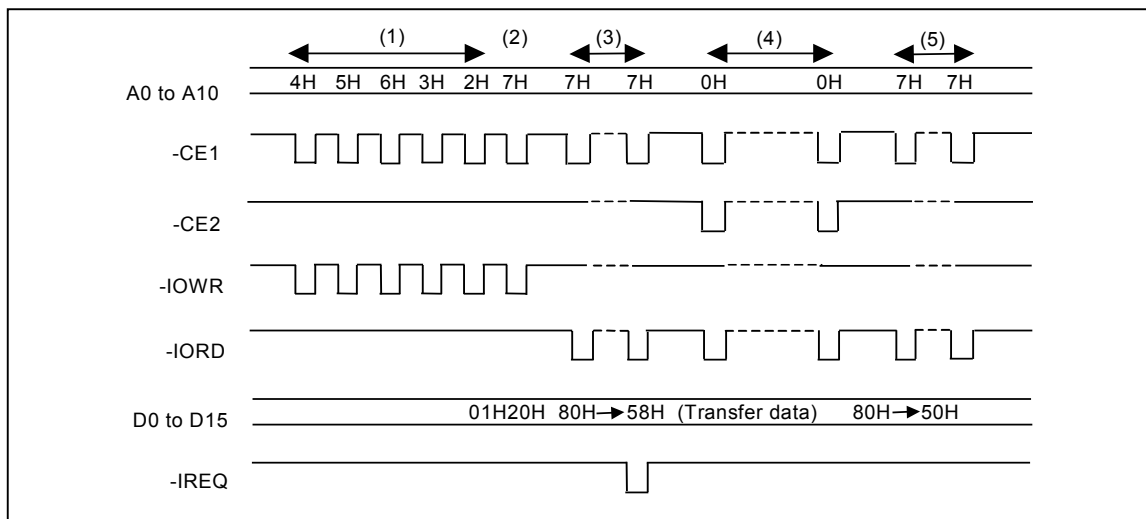 (1) (2) (3) (4) (5)
A0 to A10 4H 5H 6H 3H 2H 7H 7H 7H 0H 0H 7H 7H
-CE1
-CE2
-IOWR
-IORD
D0 to D15 01H20H 80H→58H (Transfer data) 80H→50H
-IREQ